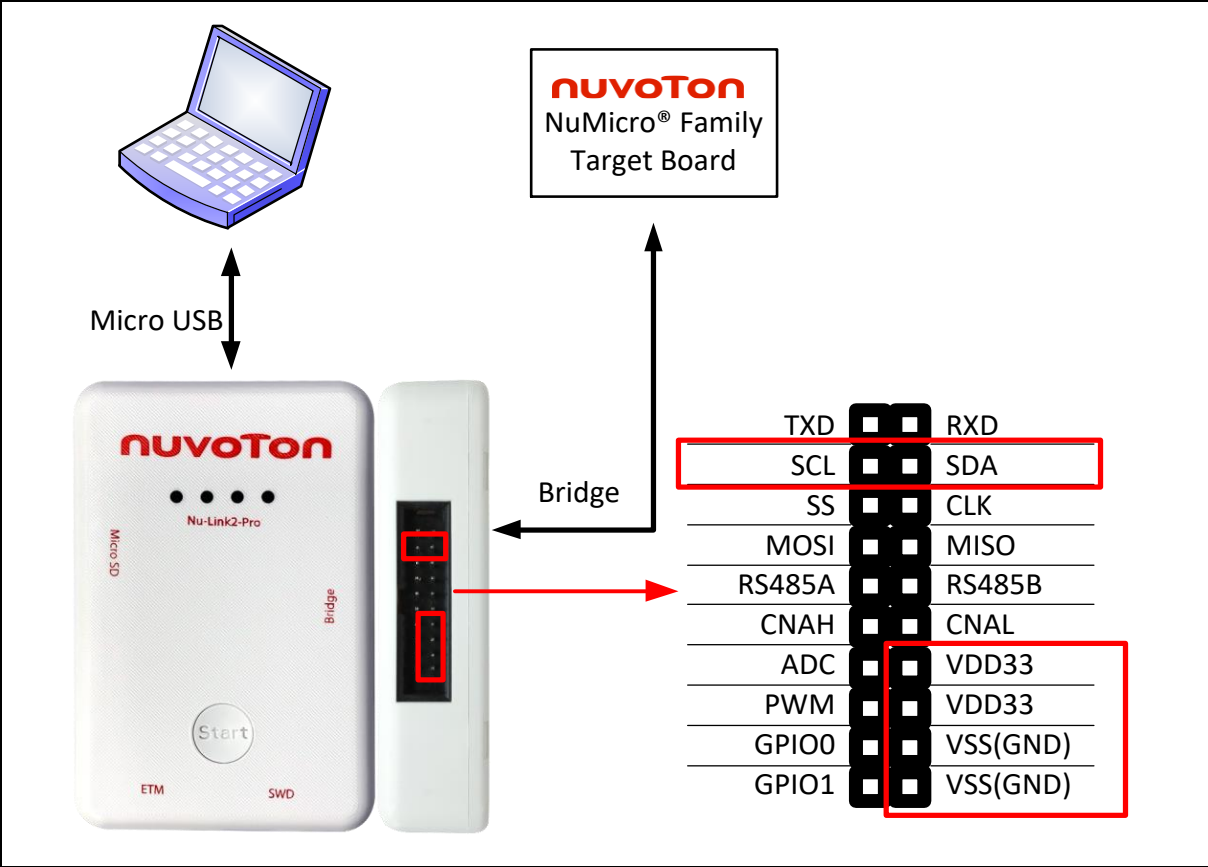 nuvoTon
NuMicro® Family
Target Board
Micro USB
nuvoTon
Nu-Link2-Pro
Micro SD
Bridge
Start
ETM
SWD
Bridge
TXD RXD
SCL SDA
SS CLK
MOSI MISO
RS485A RS485B
CNAH CNAL
ADC VDD33
PWM VDD33
GPIO0 VSS(GND)
GPIO1 VSS(GND)